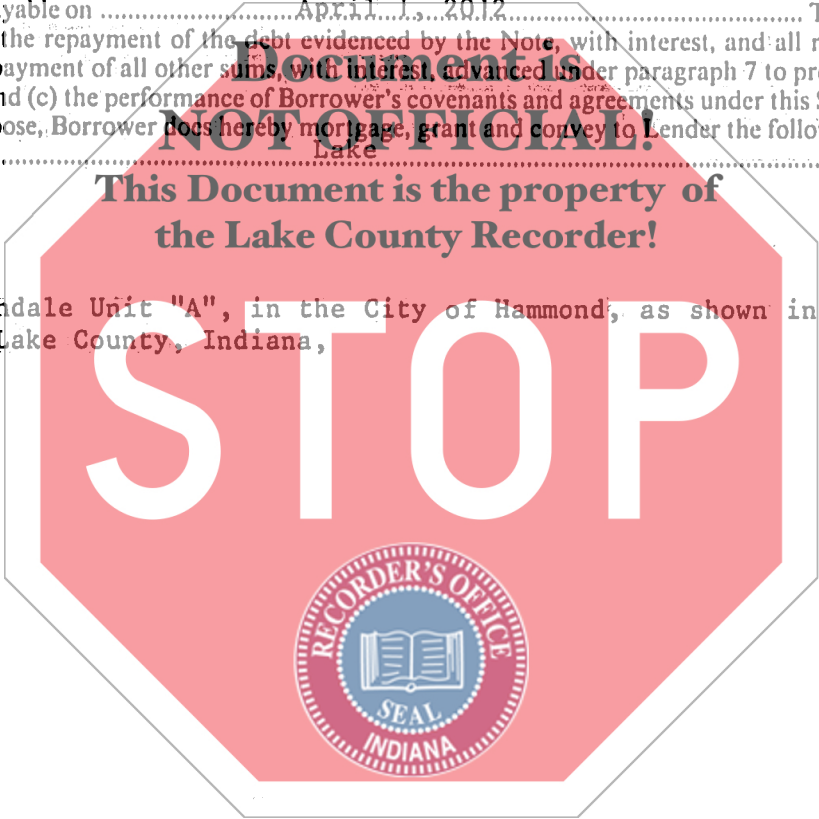 yable on April 1, 2012 T
the repayment of the debt evidenced by the Note, with interest, and all
Document is
ayment of all other sums, with interest, advanced under paragraph 7 to pr
nd (c) the performance of Borrower's covenants and agreements under this S
NOT OFFICIAL!
ose, Borrower does hereby mortgage, grant and convey to Lender the follo
Lake
This Document is the property of
the Lake County Recorder!
ndale Unit "A", in the City of Hammond, as shown in
Lake County, Indiana,
STOP
RECORDER'S OFFICE
SEAL
INDIANA